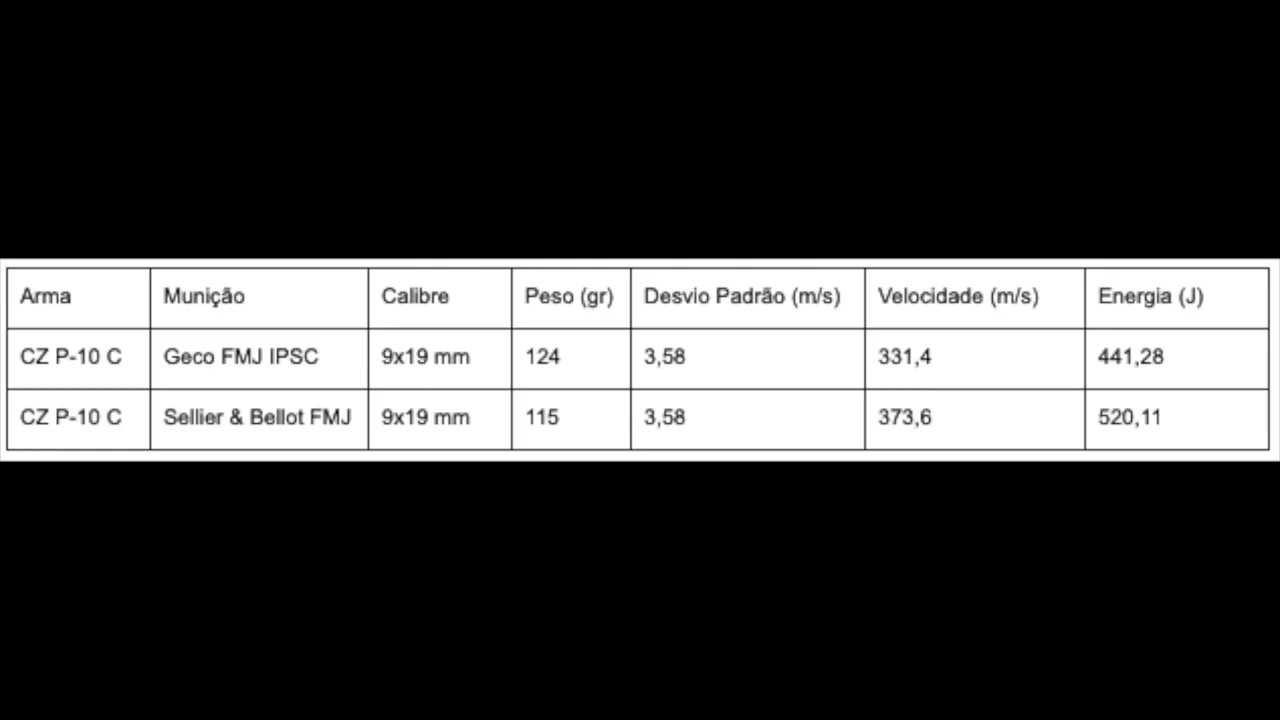 Arma Munição Calibre Peso (gr) Desvio Padrão (m/s) Velocidade (m/s) Energia (J)
CZ P-10 C Geco FMJ IPSC 9x19 mm 124 3,58 331,4 441,28
CZ P-10 C Sellier & Bellot FMJ 9x19 mm 115 3,58 373,6 520,11